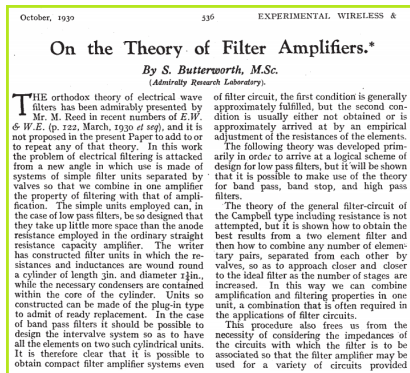 October, 1930 536 EXPERIMENTAL WIRELESS &
On the Theory of Filter Amplifiers.*
By S. Butterworth, M.Sc.
(Admiralty Research Laboratory).
THE orthodox theory of electrical wave
filters has been admirably presented by
Mr. M. Reed in recent numbers of E.W.
& W.E. (p. 122, March, 1930 et seq), and it is
not proposed in the present Paper to add to or
to repeat any of that theory. In this work
the problem of electrical filtering is attacked
from a new angle in which use is made of
systems of simple filter units separated by
valves so that we combine in one amplifier
the property of filtering with that of ampli-
fication. The simple units employed can, in
the case of low pass filters, be so designed that
they take up little more space than the anode
resistance employed in the ordinary straight
resistance capacity amplifier. The writer
has constructed filter units in which the re-
sistances and inductances are wound round
a cylinder of length 3in. and diameter 1¼in.,
while the necessary condensers are contained
within the core of the cylinder. Units so
constructed can be made of the plug-in type
to admit of ready replacement. In the case
of band pass filters it should be possible to
design the intervalve system so as to have
all the elements on two such cylindrical units.
It is therefore clear that it is possible to
obtain compact filter amplifier systems even
of filter circuit, the first condition is generally
approximately fulfilled, but the second con-
dition is usually either not obtained or is
approximately arrived at by an empirical
adjustment of the resistances of the elements.
The following theory was developed prim-
arily in order to arrive at a logical scheme of
design for low pass filters, but it will be shown
that it is possible to make use of the theory
for band pass, band stop, and high pass
filters.
The theory of the general filter-circuit of
the Campbell type including resistance is not
attempted, but it is shown how to obtain the
best results from a two element filter and
then how to combine any number of elemen-
tary pairs, separated from each other by
valves, so as to approach closer and closer
to the ideal filter as the number of stages are
increased. In this way we can combine
amplification and filtering properties in one
unit, a combination that is often required in
the applications of filter circuits.
This procedure also frees us from the
necessity of considering the impedances of
the circuits with which the filter is to be
associated so that the filter amplifier may be
used for a variety of circuits provided